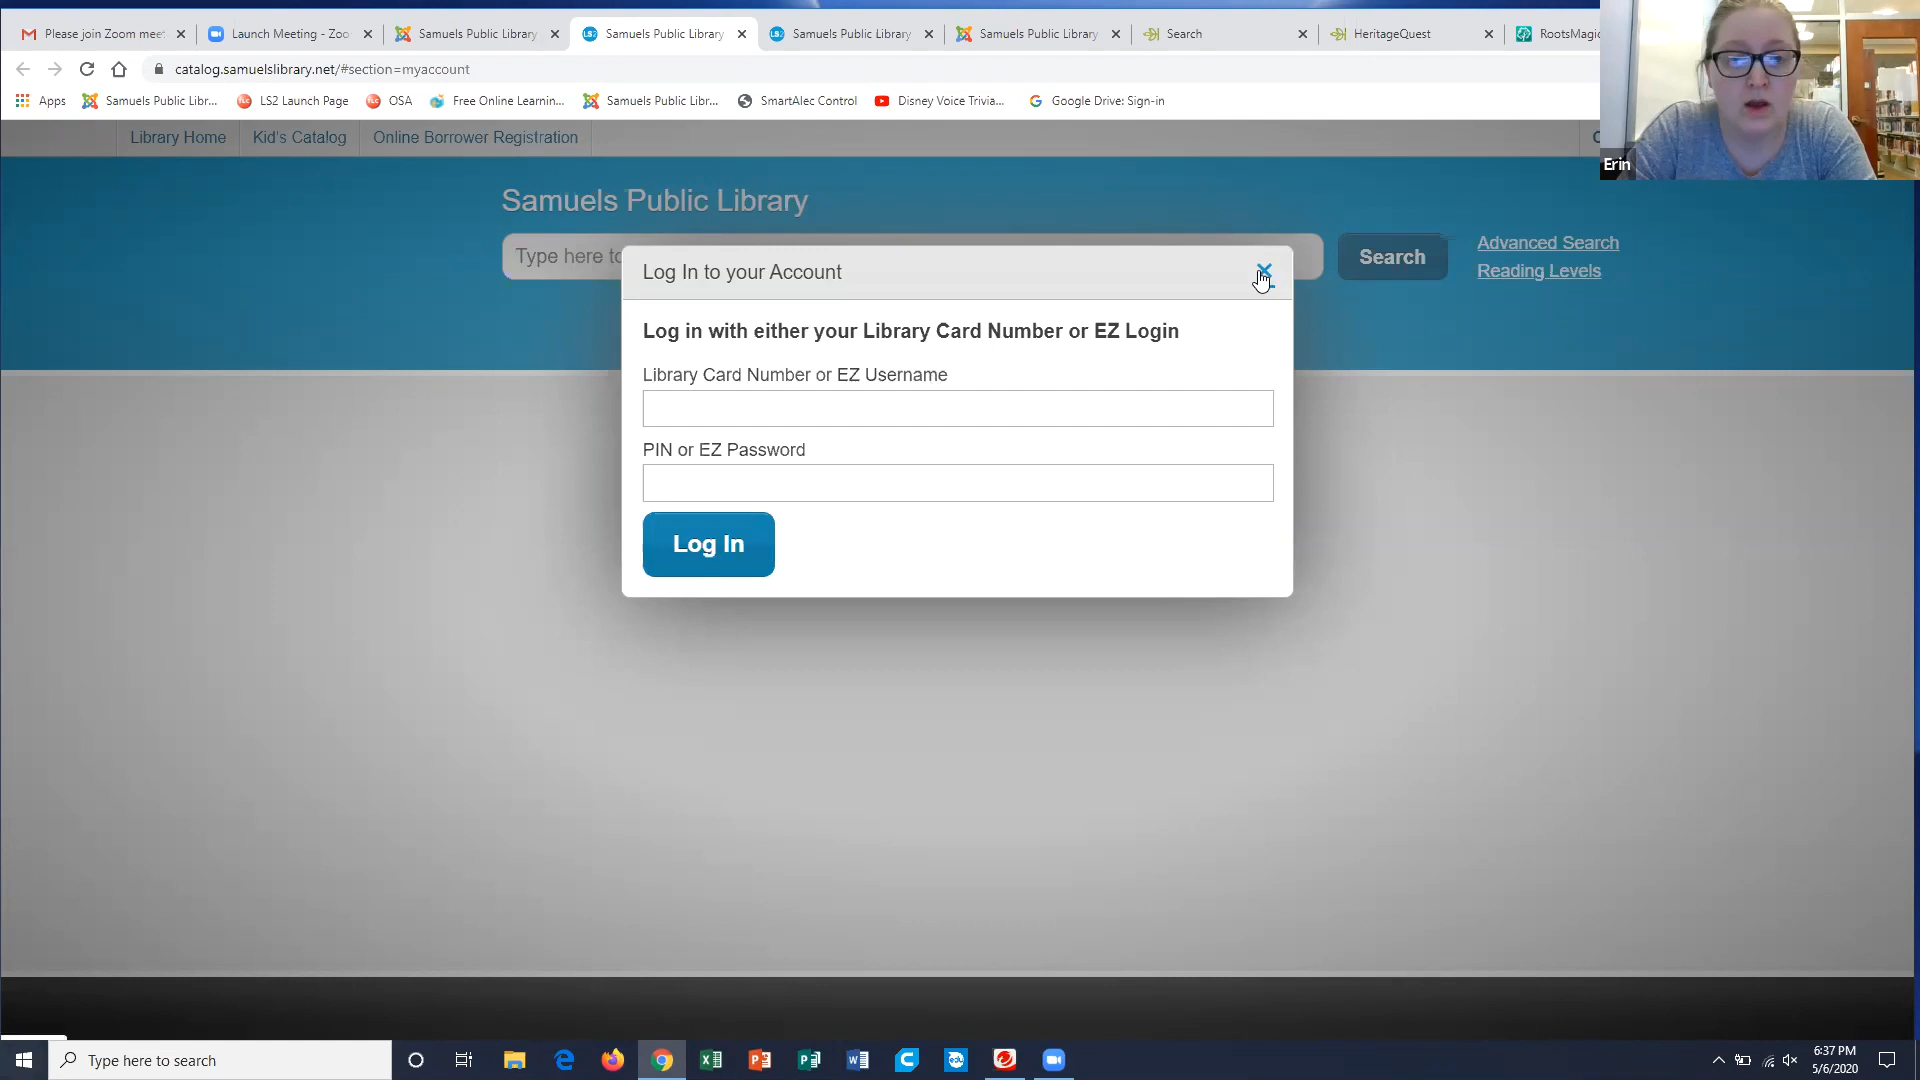 Please join Zoom mee
Launch Meeting - Zoo
Samuels Public Library
Samuels Public Library
Samuels Public Library
Samuels Public Library
Search
HeritageQuest
RootsMagic
catalog.samuelslibrary.net/#section=myaccount
Apps
Samuels Public Libr...
LS2 Launch Page
OSA
Free Online Learnin...
Samuels Public Libr...
SmartAlec Control
Disney Voice Trivia...
Google Drive: Sign-in
Library Home
Kid's Catalog
Online Borrower Registration
Erin
Samuels Public Library
Type here to
Search
Advanced Search
Reading Levels
Log In to your Account
Log in with either your Library Card Number or EZ Login
Library Card Number or EZ Username
PIN or EZ Password
Log In
Type here to search
6:37 PM
5/6/2020